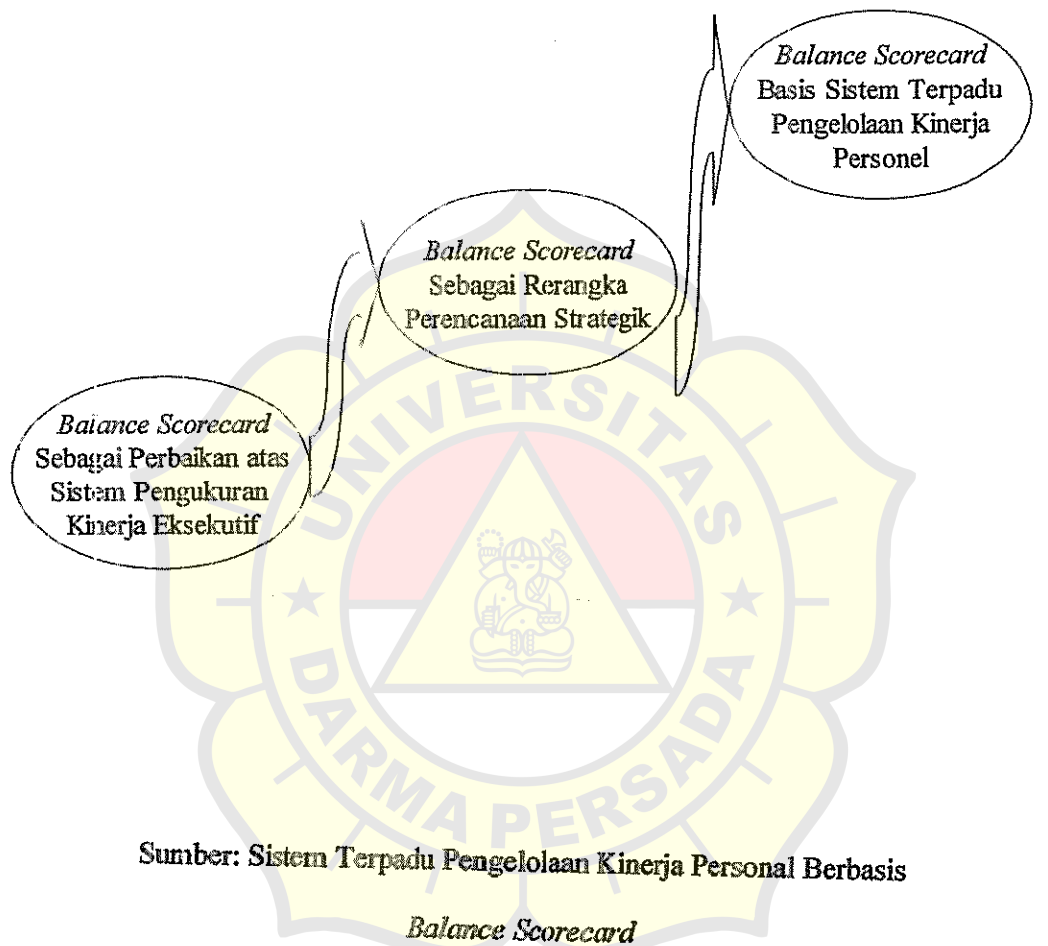 Balance Scorecard
Basis Sistem Terpadu
Pengelolaan Kinerja
Personel
Balance Scorecard
Sebagai Rerangka
Perencanaan Strategik
Balance Scorecard
Sebagai Perbaikan atas
Sistem Pengukuran
Kinerja Eksekutif
UNIVERSITAS
DARMA PERSADA
Sumber: Sistem Terpadu Pengelolaan Kinerja Personal Berbasis
Balance Scorecard